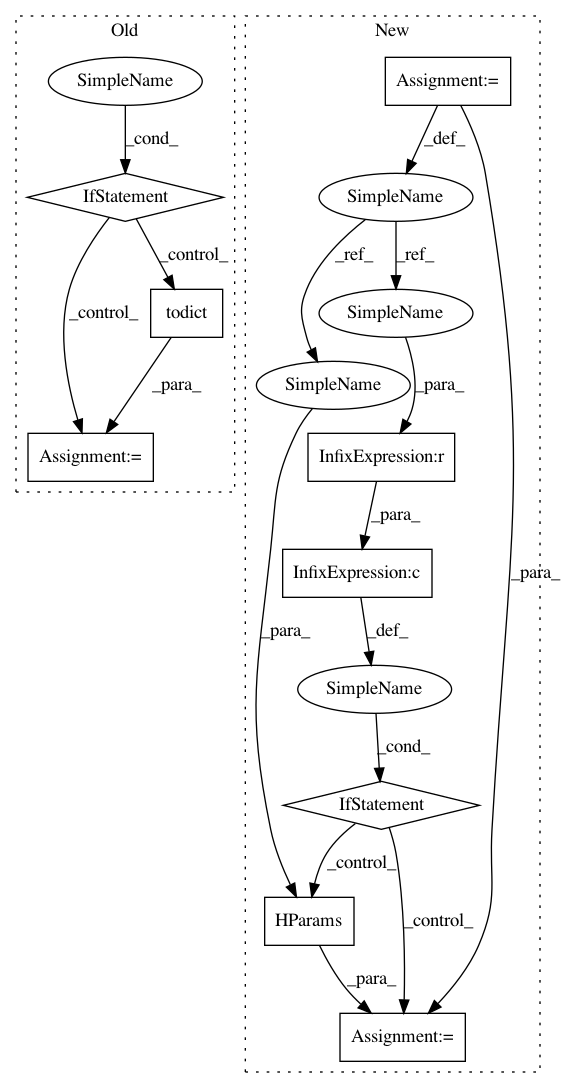 Old
New
SimpleName
Assignment:=
_cond_
_def_
IfStatement
SimpleName
_control_
_ref_
_ref_
_control_
todict
SimpleName
_para_
SimpleName
_para_
Assignment:=
InfixExpression:r
_para_
InfixExpression:c
_para_
_para_
_def_
SimpleName
_cond_
IfStatement
_control_
HParams
_control_
_para_
Assignment:=